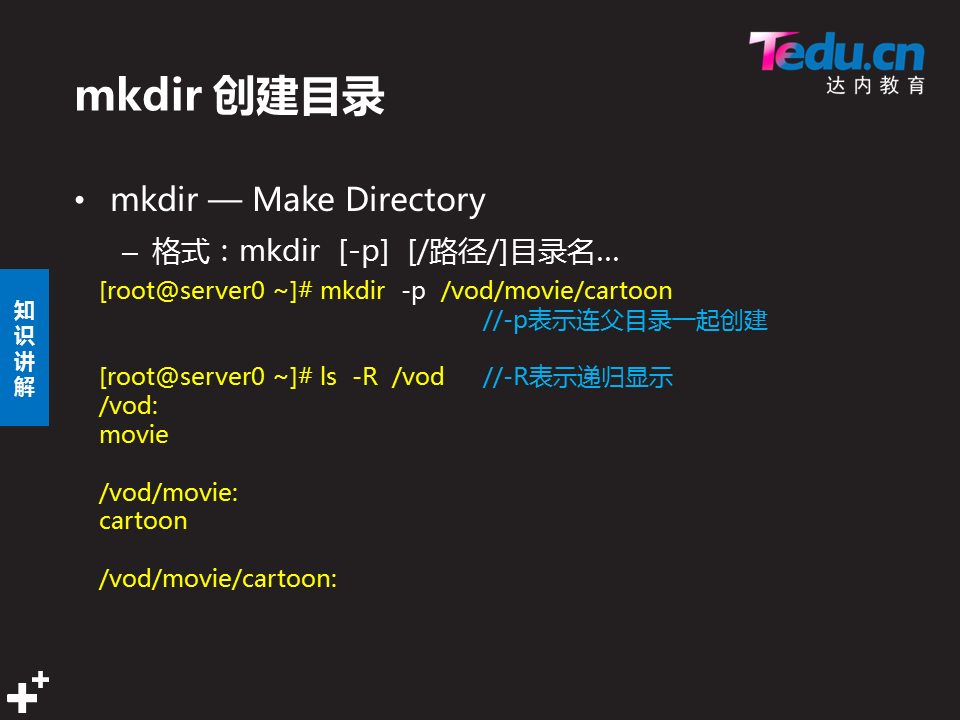 Tedu.cn
达内教育
mkdir 创建目录
• mkdir — Make Directory
– 格式：mkdir [-p] [/路径/]目录名…
[root@server0 ~]# mkdir -p /vod/movie/cartoon
//-p表示连父目录一起创建
[root@server0 ~]# ls -R /vod //-R表示递归显示
/vod:
movie
/vod/movie:
cartoon
/vod/movie/cartoon:
知识讲解